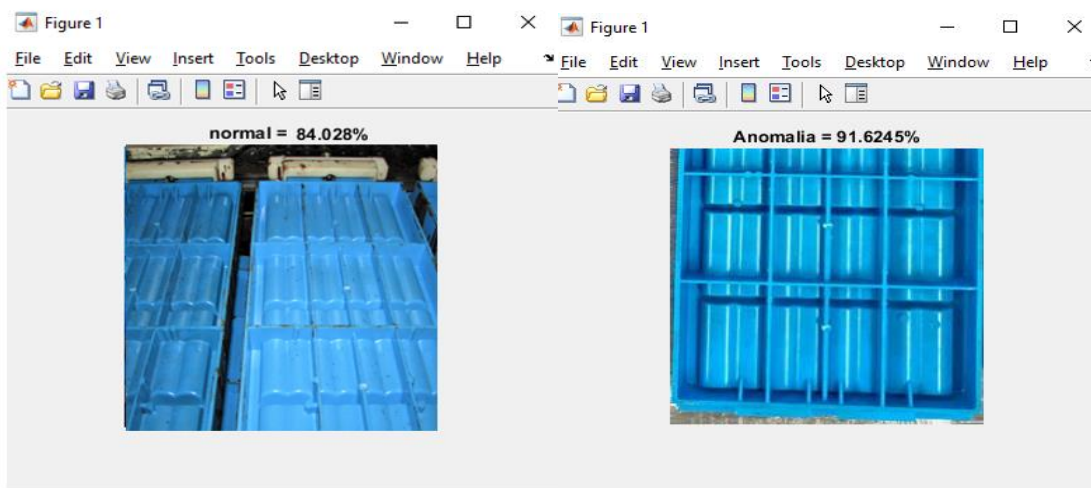 Figure 1
File Edit View Insert Tools Desktop Window Help
normal = 84.028%
Figure 1
File Edit View Insert Tools Desktop Window Help
Anomalia = 91.6245%